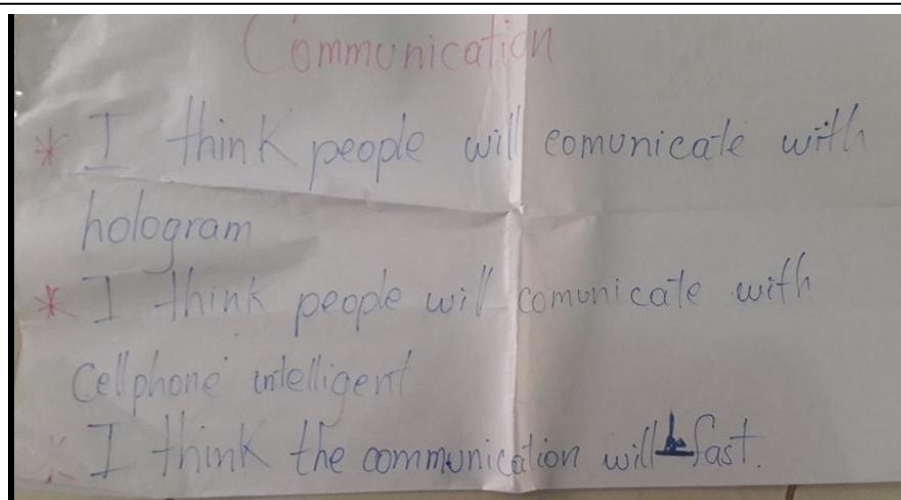 Communication
* I think people will comunicate with
hologram
* I think people will comunicate with
Cellphone intelligent
* I think the communication will fast.